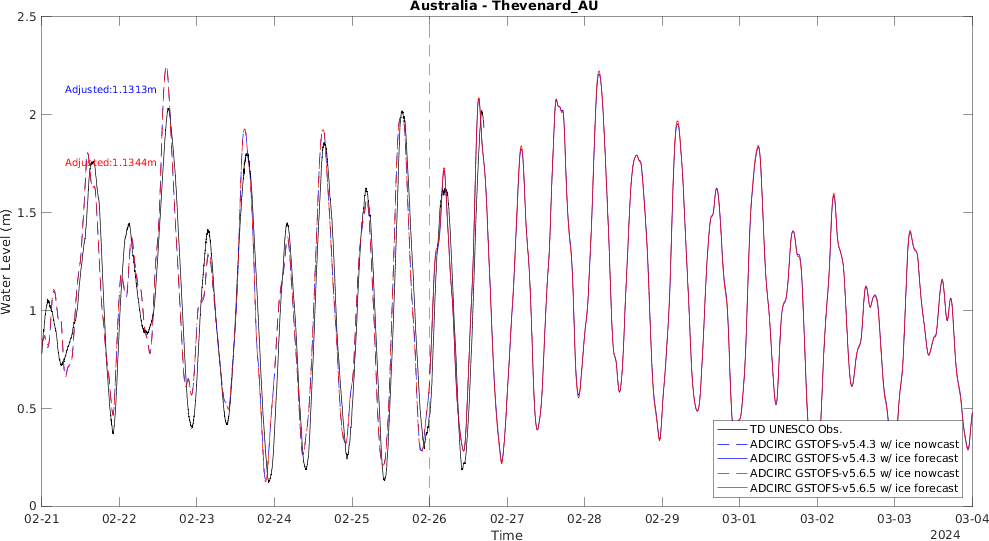 Australia - Thevenard_AU
2.5
2
1.5
1
0.5
0
Water Level (m)
Adjusted:1.1313m
Adjusted:1.1344m
TD UNESCO Obs.
ADCIRC GSTOFS-v5.4.3 w/ ice nowcast
ADCIRC GSTOFS-v5.4.3 w/ ice forecast
ADCIRC GSTOFS-v5.6.5 w/ ice nowcast
ADCIRC GSTOFS-v5.6.5 w/ ice forecast
02-21 02-22 02-23 02-24 02-25 02-26 02-27 02-28 02-29 03-01 03-02 03-03 03-04
Time
2024